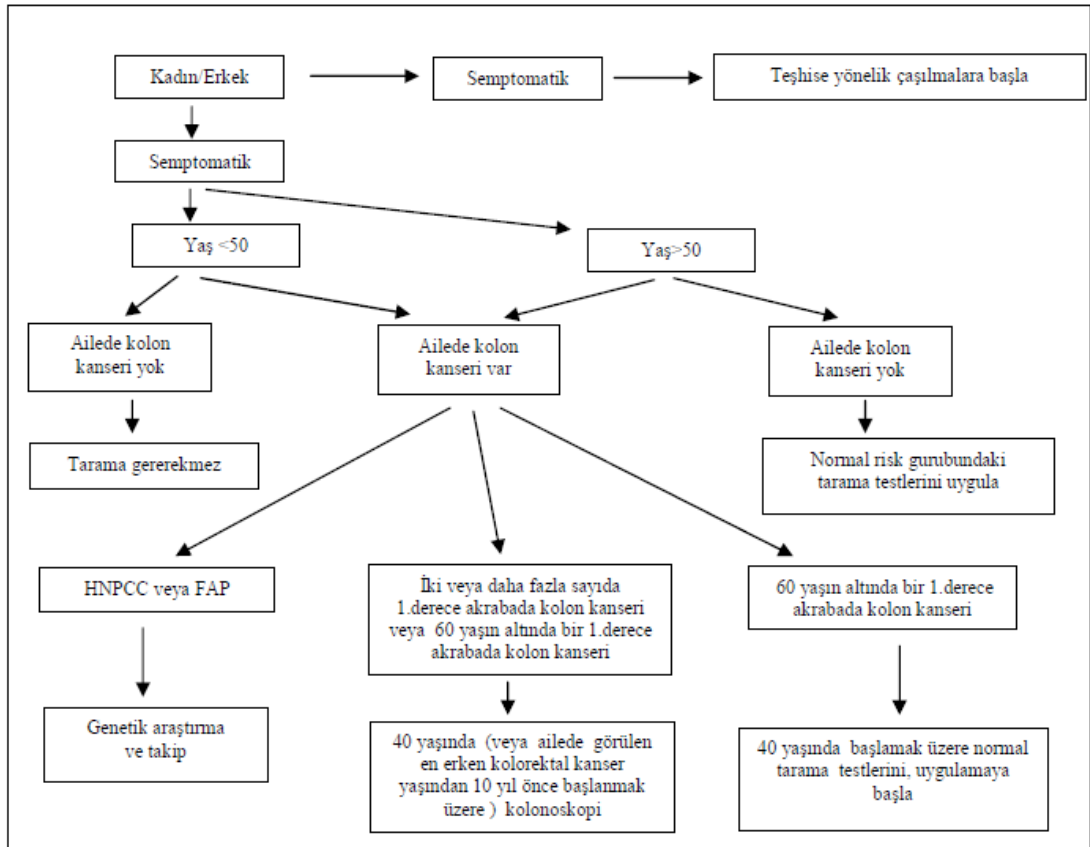 Kadın/Erkek
Semptomatik
Teşhise yönelik çaşılmalara başla
Semptomatik
Yaş <50
Yaş>50
Ailede kolon
kanseri yok
Ailede kolon
kanseri var
Ailede kolon
kanseri yok
Tarama gererekmez
Normal risk gurubundaki
tarama testlerini uygula
HNPCC veya FAP
İki veya daha fazla sayıda
1.derece akrabada kolon kanseri
veya 60 yaşın altında bir 1.derece
akrabada kolon kanseri
60 yaşın altında bir 1.derece
akrabada kolon kanseri
Genetik araştırma
ve takip
40 yaşında (veya ailede görülen
en erken kolorektal kanser
yaşından 10 yıl önce başlanmak
üzere ) kolonoskopi
40 yaşında başlamak üzere normal
tarama testlerini, uygulamaya
başla